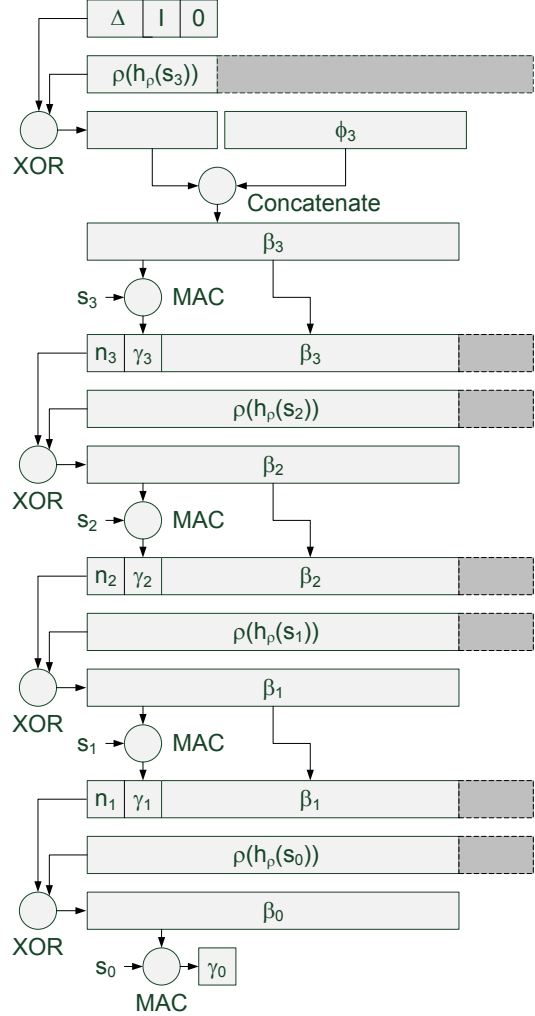 Δ I 0
ρ(hρ(s₃))
XOR
ϕ₃
Concatenate
β₃
s₃ MAC
n₃ γ₃ β₃
ρ(hρ(s₂))
XOR
β₂
s₂ MAC
n₂ γ₂ β₂
ρ(hρ(s₁))
XOR
β₁
s₁ MAC
n₁ γ₁ β₁
ρ(hρ(s₀))
XOR
β₀
s₀ γ₀
MAC